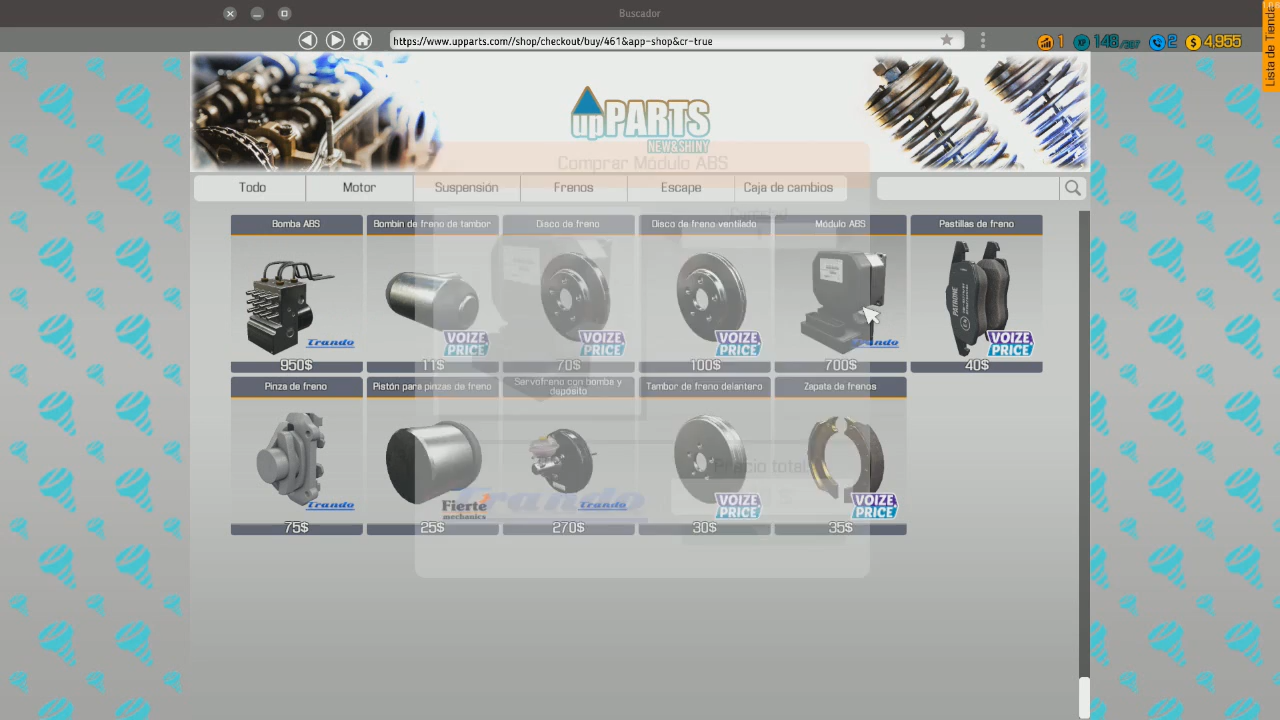 Buscador
https://www.upparts.com//shop/checkout/buy/461&app-shop&cr-true
1 XP 148/367 2 $ 4,955
Lista de Tienda
upPARTS
NEW&SHINY
Comprar Módulo ABS
Todo Motor Suspensión Frenos Escape Caja de cambios
Bomba ABS Bombín de freno de tambor Disco de freno Disco de freno ventilado Módulo ABS Pastillas de freno
Trando VOIZE PRICE VOIZE PRICE VOIZE PRICE Trando VOIZE PRICE
950$ 11$ 70$ 100$ 700$ 40$
Pinza de freno Pistón para pinzas de freno Servofreno con bomba y depósito Tambor de freno delantero Zapata de frenos
Precio total
Trando Fierte mechanics Trando Trando VOIZE PRICE VOIZE PRICE
75$ 25$ 270$ 30$ 35$